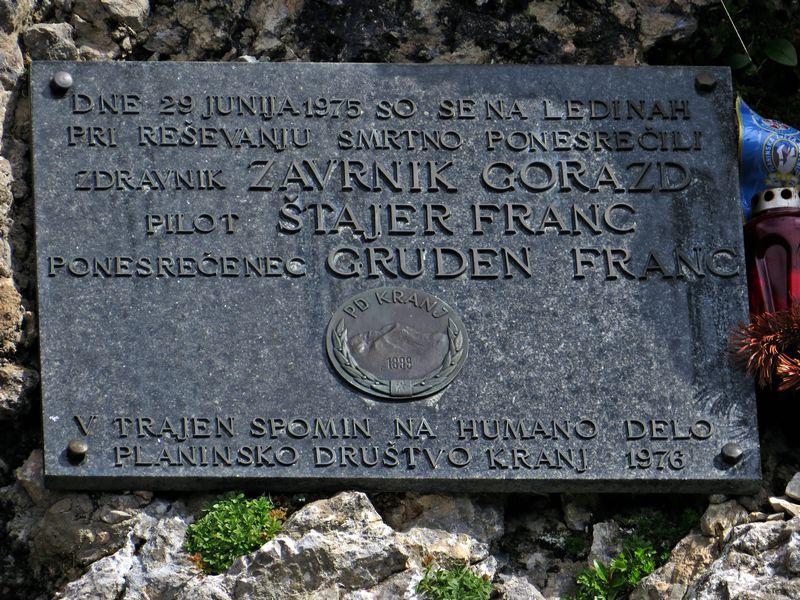 DNE 29 JUNIJA 1975 SO SE NA LEDINAH
PRI REŠEVANJU SMRTNO PONESREČILI
ZDRAVNIK ZAVRNIK GORAZD
PILOT ŠTAJER FRANC
PONESREČENEC GRUDEN FRANC
PD KRANJ
1899
V TRAJEN SPOMIN NA HUMANO DELO
PLANINSKO DRUŠTVO KRANJ 1976